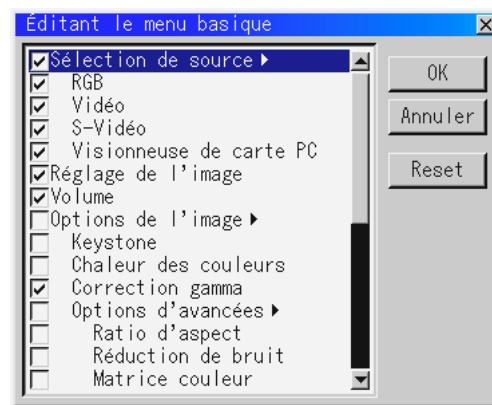 Éditant le menu basique
Sélection de source
RGB
Vidéo
S-Vidéo
Visionneuse de carte PC
Réglage de l'image
Volume
Options de l'image
Keystone
Chaleur des couleurs
Correction gamma
Options d'avancées
Ratio d'aspect
Réduction de bruit
Matrice couleur
OK
Annuler
Reset